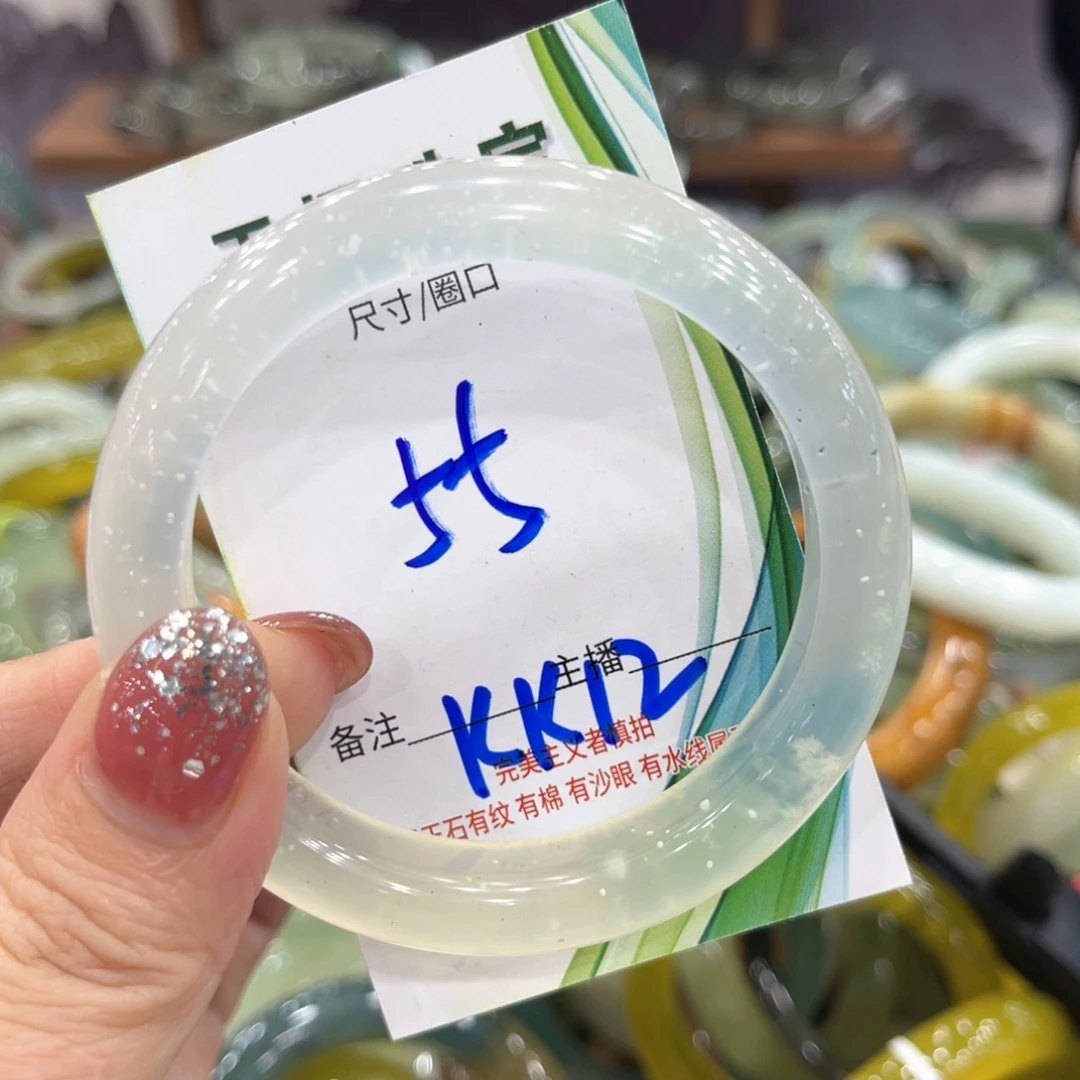 尺寸/圈口
55
主播
备注 KK12
完美主义者慎拍
石有纹 有棉 有沙眼 有水线属